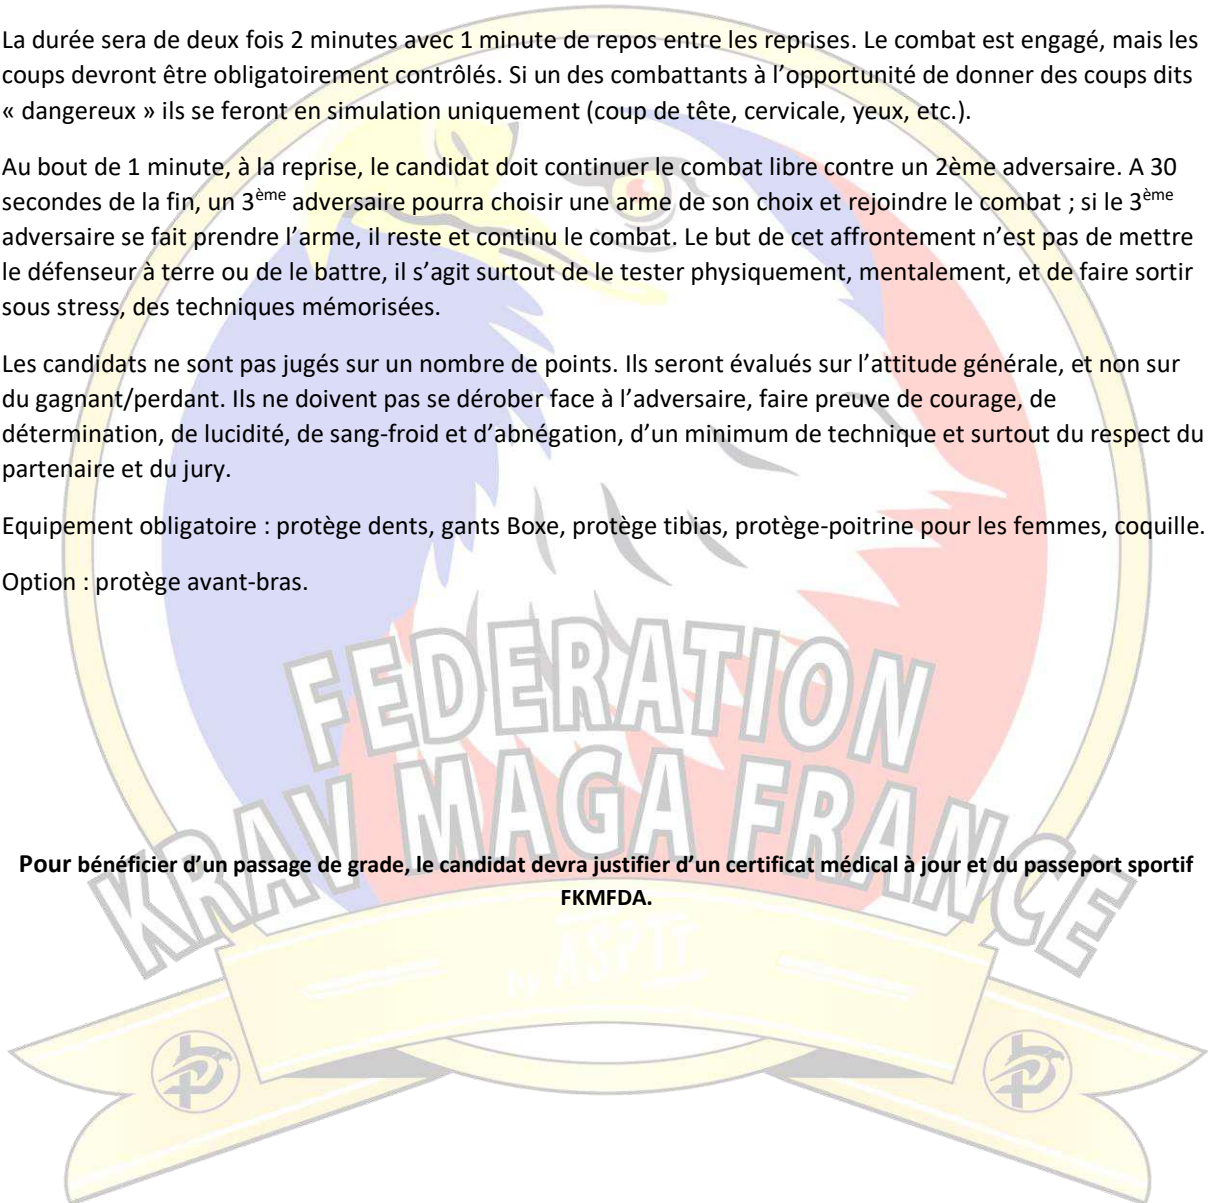 La durée sera de deux fois 2 minutes avec 1 minute de repos entre les reprises. Le combat est engagé, mais les
coups devront être obligatoirement contrôlés. Si un des combattants à l’opportunité de donner des coups dits
« dangereux » ils se feront en simulation uniquement (coup de tête, cervicale, yeux, etc.).
Au bout de 1 minute, à la reprise, le candidat doit continuer le combat libre contre un 2ème adversaire. A 30
secondes de la fin, un 3ème adversaire pourra choisir une arme de son choix et rejoindre le combat ; si le 3ème
adversaire se fait prendre l’arme, il reste et continu le combat. Le but de cet affrontement n’est pas de mettre
le défenseur à terre ou de le battre, il s’agit surtout de le tester physiquement, mentalement, et de faire sortir
sous stress, des techniques mémorisées.
Les candidats ne sont pas jugés sur un nombre de points. Ils seront évalués sur l’attitude générale, et non sur
du gagnant/perdant. Ils ne doivent pas se dérober face à l’adversaire, faire preuve de courage, de
détermination, de lucidité, de sang-froid et d’abnégation, d’un minimum de technique et surtout du respect du
partenaire et du jury.
Equipement obligatoire : protège dents, gants Boxe, protège tibias, protège-poitrine pour les femmes, coquille.
Option : protège avant-bras.
FEDERATION
KRAV MAGA FRANCE
Pour bénéficier d’un passage de grade, le candidat devra justifier d’un certificat médical à jour et du passeport sportif
FKMFDA.
by ASPTT